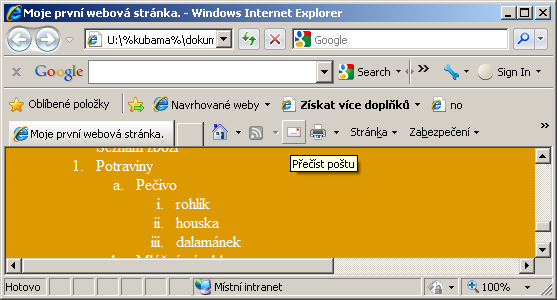 Moje první webová stránka. - Windows Internet Explorer
U:\%kubama%\dokum
Google
x Google Search Sign In
Oblíbené položky Navrhované weby Získat více doplňků no
Moje první webová stránka. Stránka Zabezpečení
Přečíst poštu
Seznam zboží
1. Potraviny
a. Pečivo
i. rohlík
ii. houska
iii. dalamánek
Hotovo Místní intranet 100%